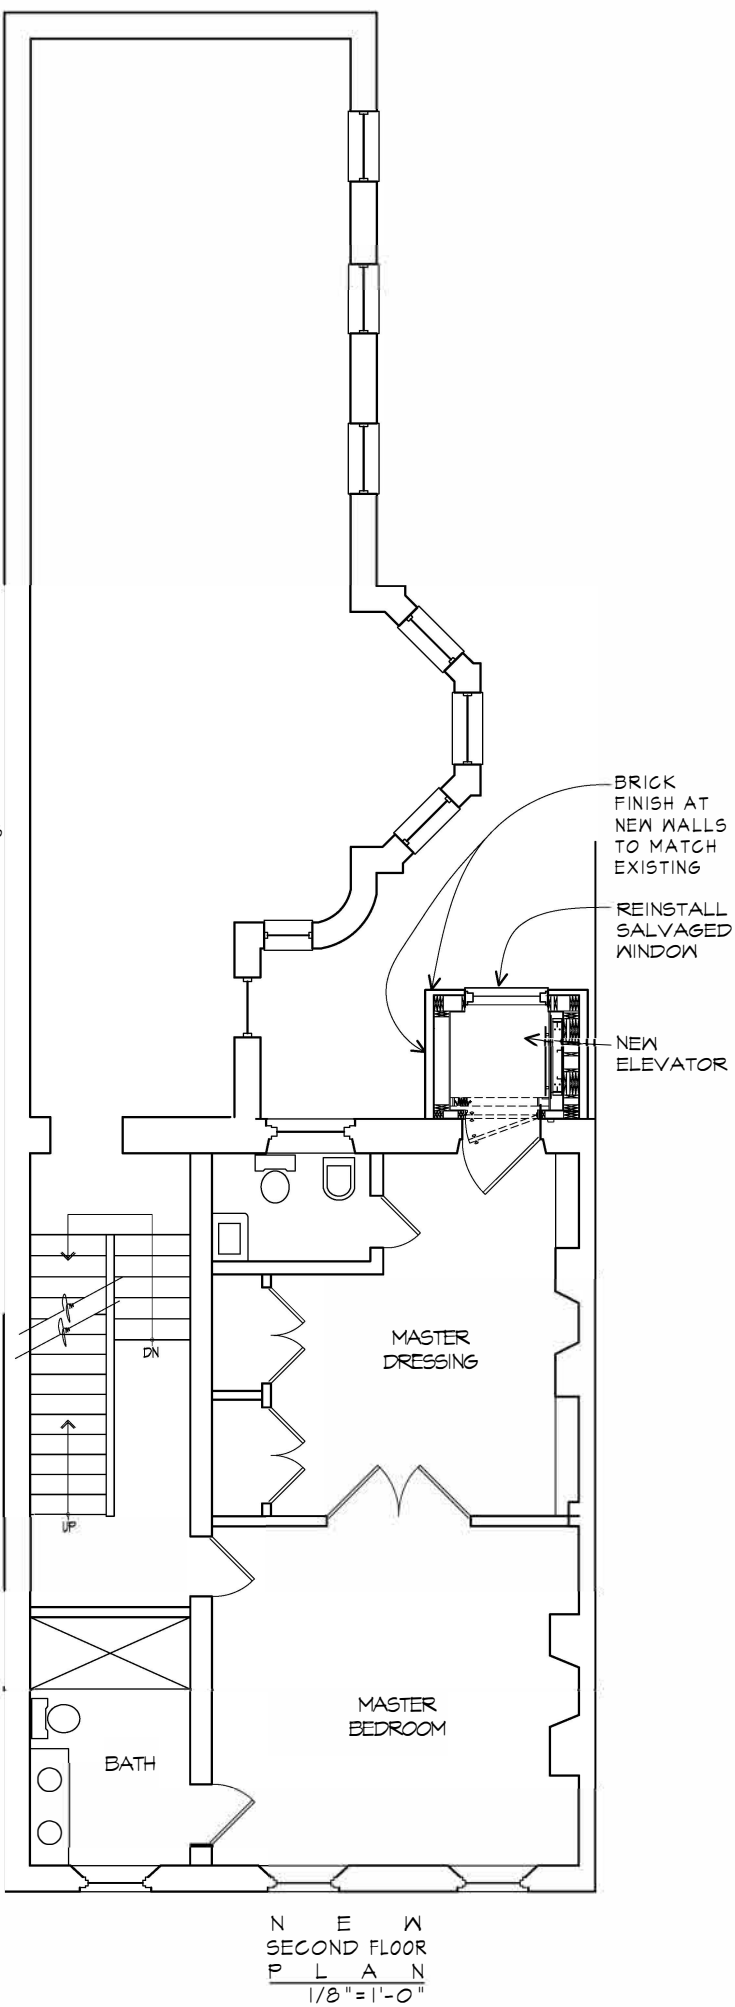 BRICK
FINISH AT
NEW WALLS
TO MATCH
EXISTING
REINSTALL
SALVAGED
WINDOW
NEW
ELEVATOR
DN
MASTER
DRESSING
UP
MASTER
BEDROOM
BATH
N E W
SECOND FLOOR
P L A N
1/8"=1'-0"